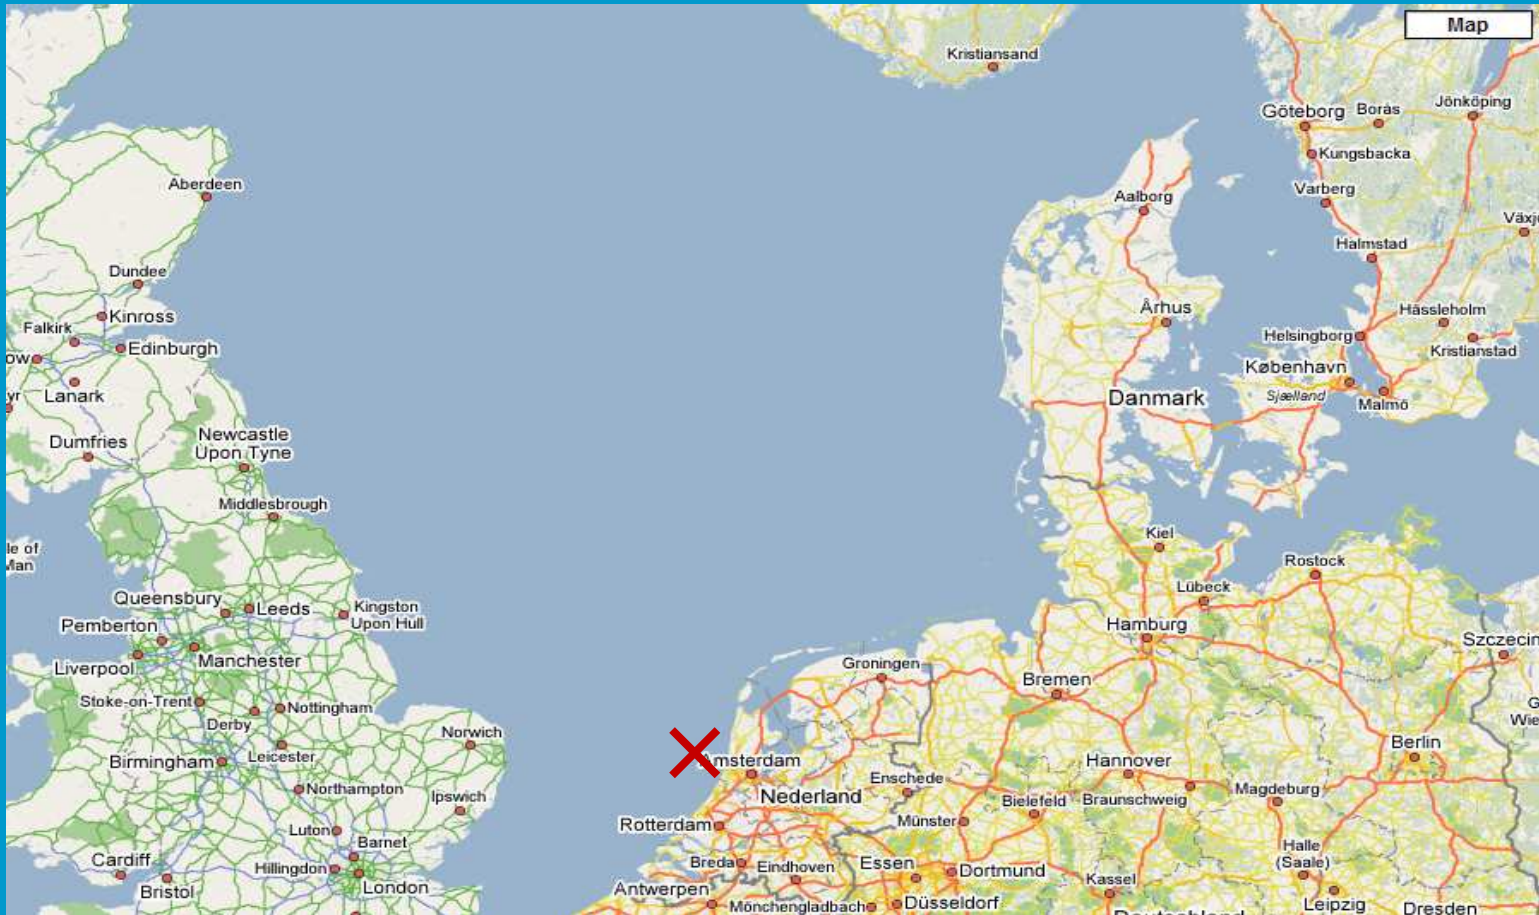 Map
Kristiansand
Göteborg
Borås
Jönköping
Kungsbacka
Aberdeen
Varberg
Aalborg
Halmstad
Dundee
Kinross
Århus
Hässleholm
Falkirk
Edinburgh
Helsingborg
Kristianstad
København
Lanark
Danmark
Sjælland
Malmö
Dumfries
Newcastle
Upon Tyne
Middlesbrough
Kiel
Rostock
Queensbury
Leeds
Kingston
Upon Hull
Lübeck
Pemberton
Hamburg
Szczecin
Liverpool
Manchester
Groningen
Bremen
Stoke-on-Trent
Nottingham
Derby
Norwich
Berlin
Birmingham
Leicester
Amsterdam
Hannover
Enschede
Northampton
Ipswich
Nederland
Bielefeld
Braunschweig
Magdeburg
Luton
Rotterdam
Münster
Barnet
Halle
(Saale)
Cardiff
Hillingdon
Breda
Eindhoven
Essen
Dortmund
Kassel
Bristol
London
Antwerpen
Mönchengladbach
Düsseldorf
Leipzig
Dresden